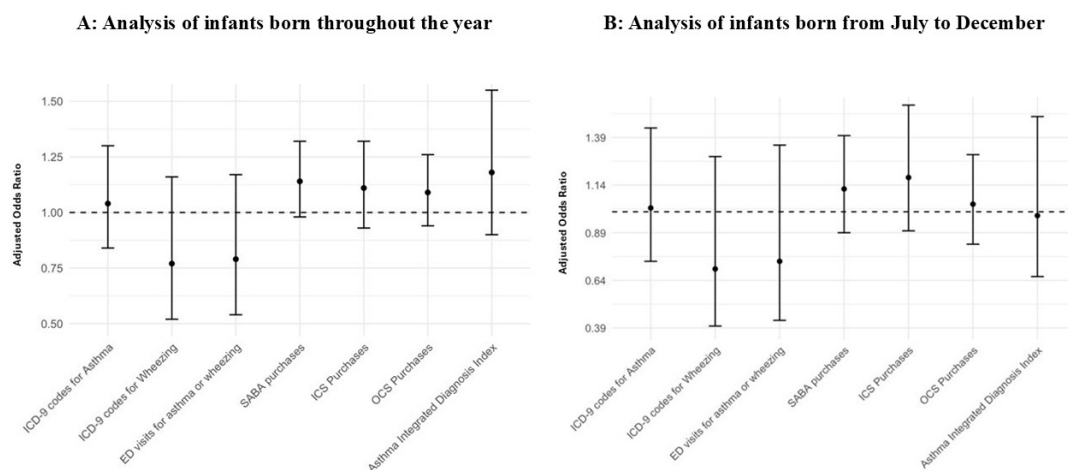 A: Analysis of infants born throughout the year
B: Analysis of infants born from July to December
Adjusted Odds Ratio
1.50
1.25
1.00
0.75
0.50
ICD-9 codes for Asthma
ICD-9 codes for Wheezing
ED visits for asthma or wheezing
SABA purchases
ICS Purchases
OCS Purchases
Asthma Integrated Diagnosis Index
Adjusted Odds Ratio
1.39
1.14
0.89
0.64
0.39
ICD-9 codes for Asthma
ICD-9 codes for Wheezing
ED visits for asthma or wheezing
SABA purchases
ICS Purchases
OCS Purchases
Asthma Integrated Diagnosis Index